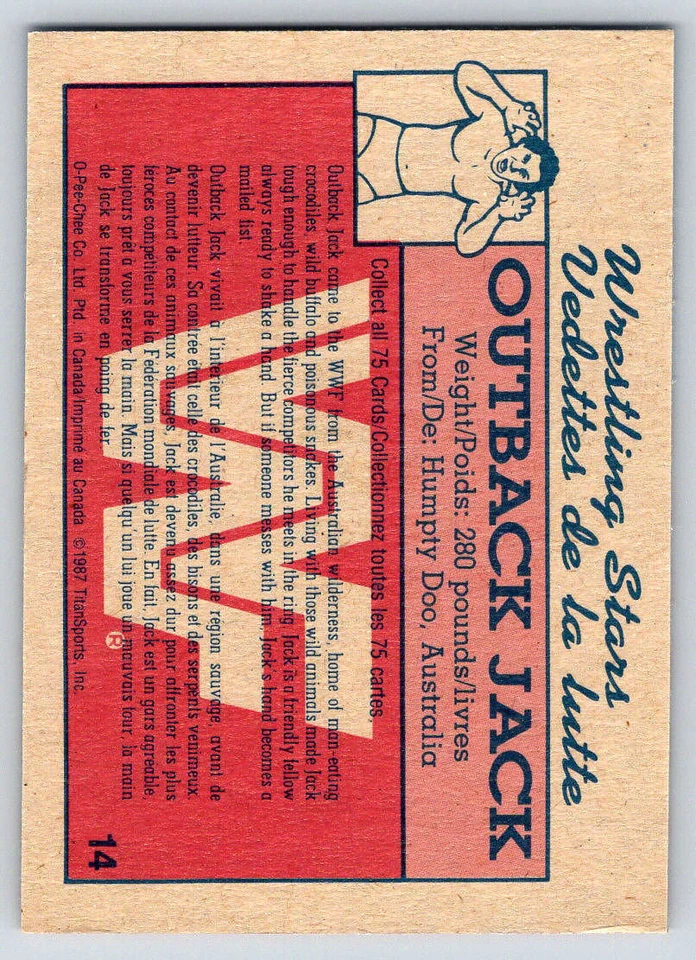 Wrestling Stars
Vedettes de la lutte
OUTBACK JACK
Weight/Poids: 280 pounds/livres
From/De: Humpty Doo, Australia
Collect all 75 Cards/Collectionnez toutes les 75 cartes.
Outback Jack came to the WWF from the Australian wilderness, home of man-eating
crocodiles, wild buffalo and poisonous snakes. Living with those wild animals made Jack
tough enough to handle the fierce competitors he meets in the ring. Jack is a friendly fellow
always ready to shake a hand. But if someone messes with him, Jack's hand becomes a
mailed fist.
Outback Jack vivait à l'intérieur de l'Australie, dans une région sauvage, avant de
devenir lutteur. Sa contrée était celle des crocodiles, des bisons et des serpents venimeux.
Au contact de ces animaux sauvages, Jack est devenu assez dur pour affronter les plus
féroces compétiteurs de la Fédération mondiale de lutte. En fait, Jack est un gars agréable,
toujours prêt à vous serrer la main. Mais si quelqu'un lui joue un mauvais tour, la main
de Jack se transforme en poing de fer.
O-Pee-Chee Co. Ltd. Ptd. in Canada/Imprimé au Canada ©1987 TitanSports, Inc.
®
14